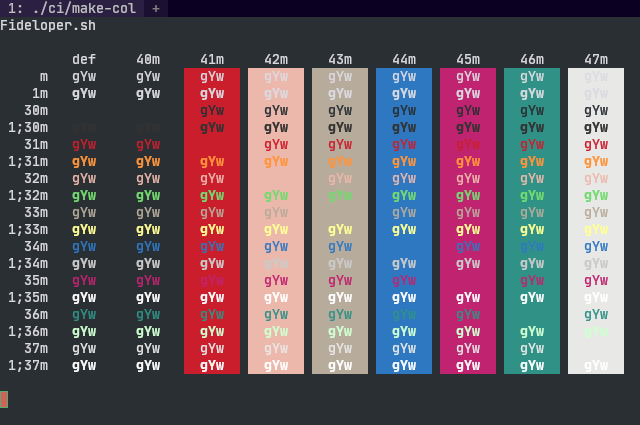 1: ./ci/make-col +
Fideloper.sh
def 40m 41m 42m 43m 44m 45m 46m 47m
m gYw gYw gYw gYw gYw gYw gYw gYw gYw
1m gYw gYw gYw gYw gYw gYw gYw gYw gYw
30m gYw gYw gYw gYw gYw gYw gYw
1;30m gYw gYw gYw gYw gYw gYw gYw gYw gYw
31m gYw gYw gYw gYw gYw gYw gYw gYw
1;31m gYw gYw gYw gYw gYw gYw gYw gYw gYw
32m gYw gYw gYw gYw gYw gYw gYw gYw
1;32m gYw gYw gYw gYw gYw gYw gYw gYw gYw
33m gYw gYw gYw gYw gYw gYw gYw gYw
1;33m gYw gYw gYw gYw gYw gYw gYw gYw gYw
34m gYw gYw gYw gYw gYw gYw gYw gYw
1;34m gYw gYw gYw gYw gYw gYw gYw gYw gYw
35m gYw gYw gYw gYw gYw gYw gYw gYw
1;35m gYw gYw gYw gYw gYw gYw gYw gYw gYw
36m gYw gYw gYw gYw gYw gYw gYw gYw
1;36m gYw gYw gYw gYw gYw gYw gYw gYw gYw
37m gYw gYw gYw gYw gYw gYw gYw gYw
1;37m gYw gYw gYw gYw gYw gYw gYw gYw gYw